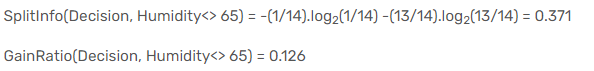 SplitInfo(Decision, Humidity<> 65) = -(1/14).log₂(1/14) -(13/14).log₂(13/14) = 0.371
GainRatio(Decision, Humidity<> 65) = 0.126